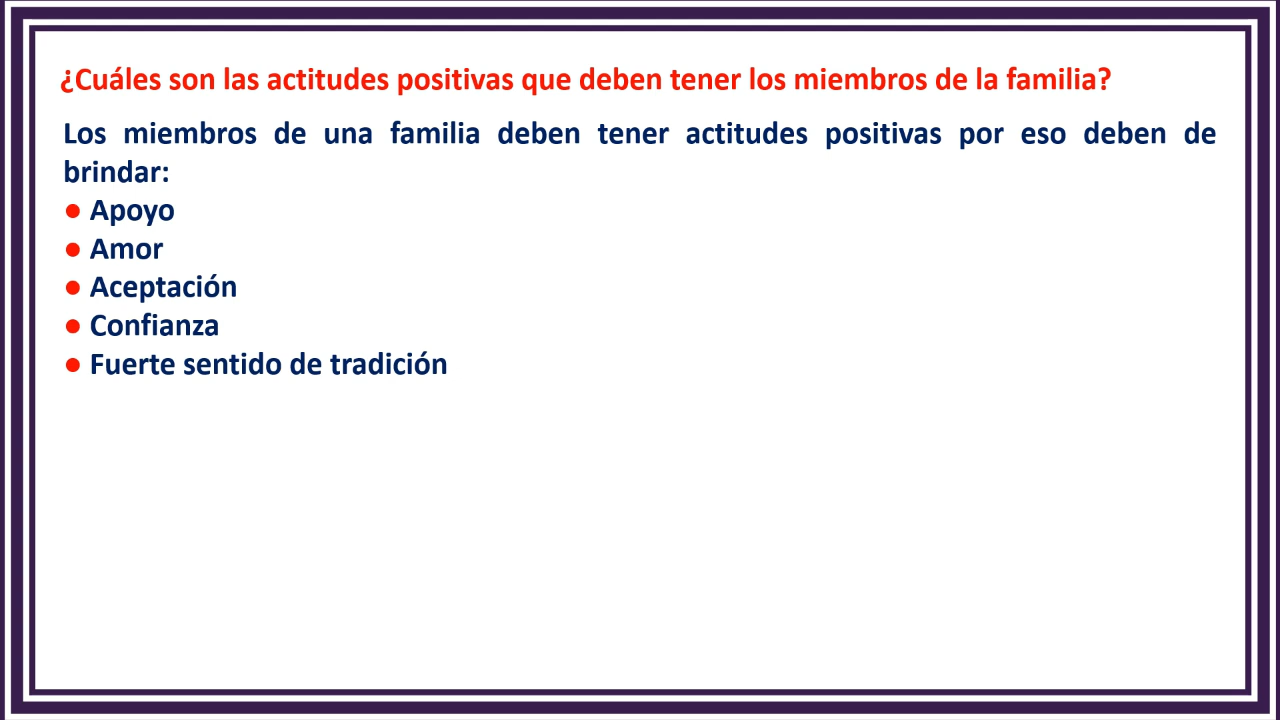 ¿Cuáles son las actitudes positivas que deben tener los miembros de la familia?
Los miembros de una familia deben tener actitudes positivas por eso deben de
brindar:
● Apoyo
● Amor
● Aceptación
● Confianza
● Fuerte sentido de tradición